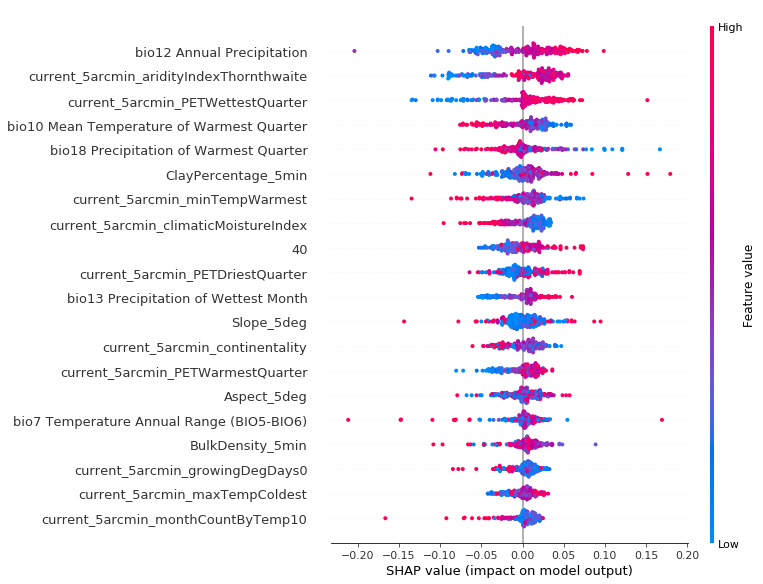 High
bio12 Annual Precipitation
current_5arcmin_aridityIndexThornthwaite
current_5arcmin_PETWettestQuarter
bio10 Mean Temperature of Warmest Quarter
bio18 Precipitation of Warmest Quarter
ClayPercentage_5min
current_5arcmin_minTempWarmest
current_5arcmin_climaticMoistureIndex
40
current_5arcmin_PETDriestQuarter
bio13 Precipitation of Wettest Month
Slope_5deg
current_5arcmin_continentality
current_5arcmin_PETWarmestQuarter
Aspect_5deg
bio7 Temperature Annual Range (BIO5-BIO6)
BulkDensity_5min
current_5arcmin_growingDegDays0
current_5arcmin_maxTempColdest
current_5arcmin_monthCountByTemp10
Feature value
Low
−0.20 −0.15 −0.10 −0.05 0.00 0.05 0.10 0.15 0.20
SHAP value (impact on model output)